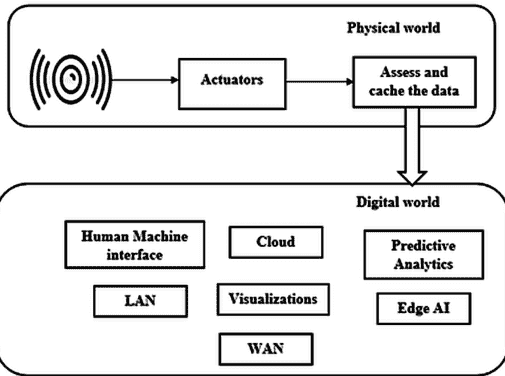 Physical world
Actuators
Assess and
cache the data
Digital world
Human Machine
interface
Cloud
Predictive
Analytics
LAN
Visualizations
Edge AI
WAN